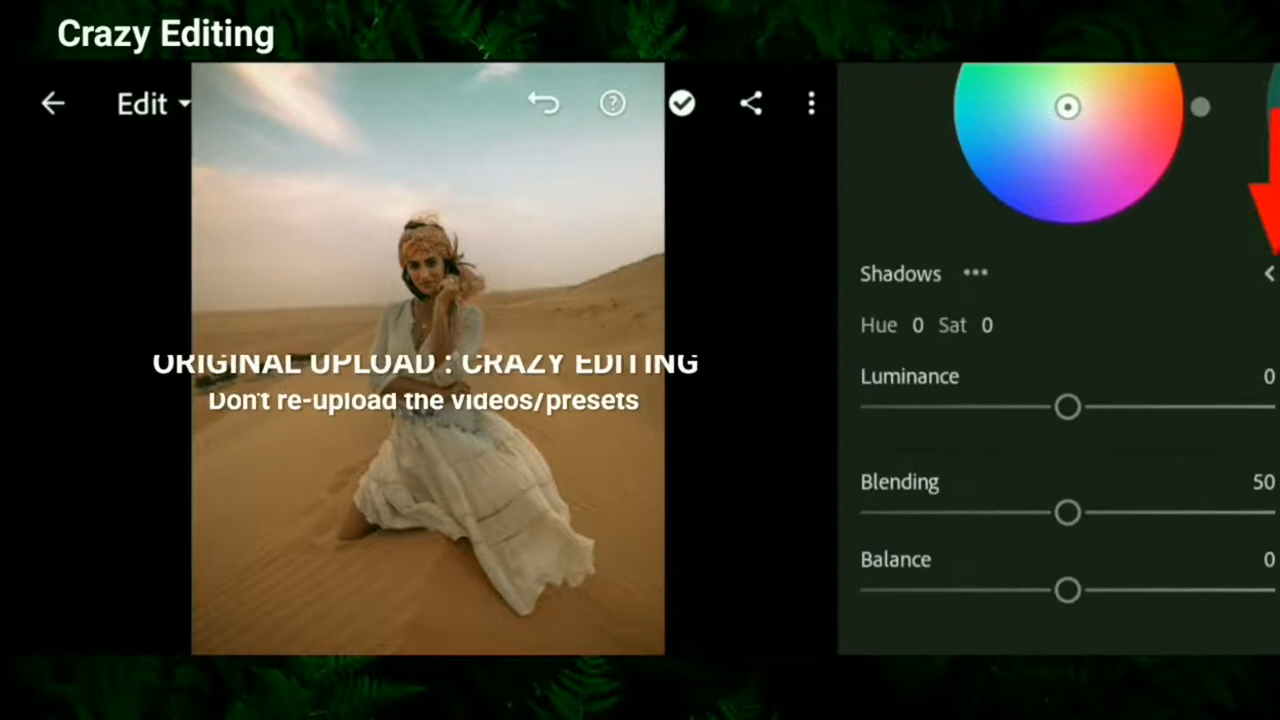 Crazy Editing
Edit
ORIGINAL UPLOAD : CRAZY EDITING
Don't re-upload the videos/presets
Shadows
Hue 0 Sat 0
Luminance 0
Blending 50
Balance 0